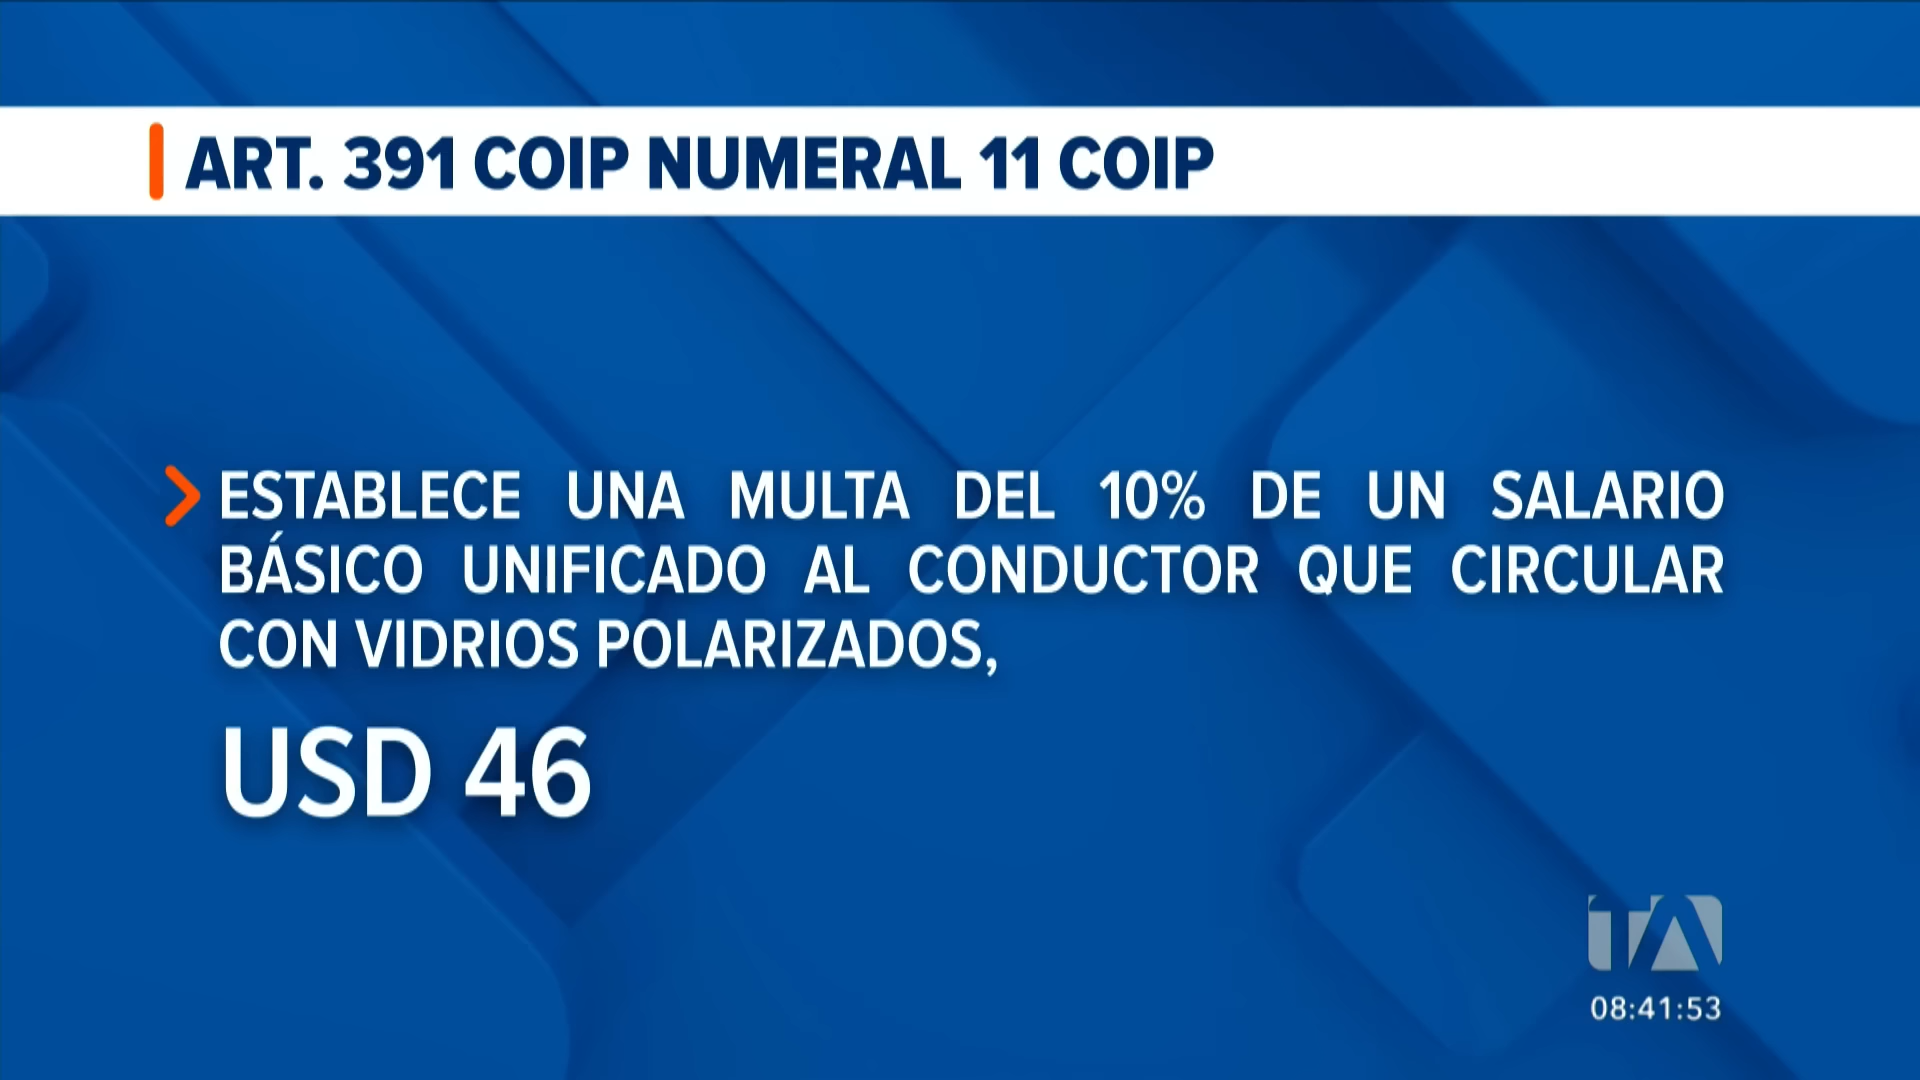 ART. 391 COIP NUMERAL 11 COIP
ESTABLECE UNA MULTA DEL 10% DE UN SALARIO
BÁSICO UNIFICADO AL CONDUCTOR QUE CIRCULAR
CON VIDRIOS POLARIZADOS,
USD 46
TA
08:41:53